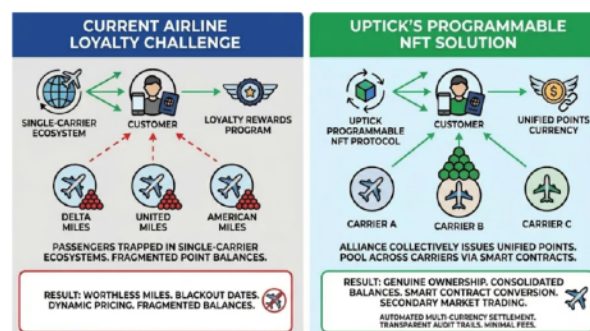 CURRENT AIRLINE
LOYALTY CHALLENGE
SINGLE-CARRIER
ECOSYSTEM
CUSTOMER
LOYALTY REWARDS
PROGRAM
DELTA
MILES
UNITED
MILES
AMERICAN
MILES
PASSENGERS TRAPPED IN SINGLE-CARRIER
ECOSYSTEMS. FRAGMENTED POINT BALANCES.
RESULT: WORTHLESS MILES. BLACKOUT DATES.
DYNAMIC PRICING. FRAGMENTED BALANCES.
UPTICK'S PROGRAMMABLE
NFT SOLUTION
UPTICK
PROGRAMMABLE
NFT PROTOCOL
CUSTOMER
$
UNIFIED POINTS
CURRENCY
CARRIER A
CARRIER B
CARRIER C
ALLIANCE COLLECTIVELY ISSUES UNIFIED POINTS.
POOL ACROSS CARRIERS VIA SMART CONTRACTS.
RESULT: GENUINE OWNERSHIP. CONSOLIDATED
BALANCES. SMART CONTRACT CONVERSION.
SECONDARY MARKET TRADING.
AUTOMATED MULTI-CURRENCY SETTLEMENT.
TRANSPARENT AUDIT TRAILS. MINIMAL FEES.